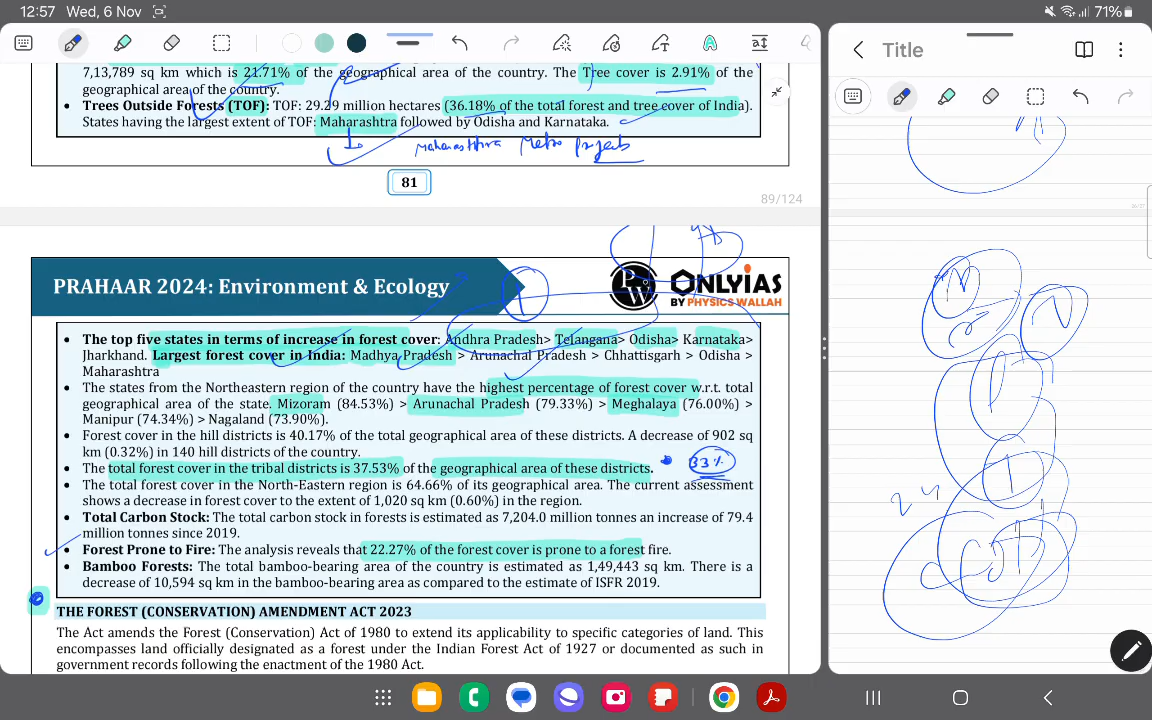 12:57 Wed, 6 Nov
71%
Title
7,13,789 sq km which is 21.71% of the geographical area of the country. The Tree cover is 2.91% of the
geographical area of the country.
• Trees Outside Forests (TOF): TOF: 29.29 million hectares (36.18% of the total forest and tree cover of India).
States having the largest extent of TOF: Maharashtra followed by Odisha and Karnataka.
Maharashtra Metro Projects
81
89/124
PRAHAAR 2024: Environment & Ecology
PW ONLYIAS
BY PHYSICS WALLAH
• The top five states in terms of increase in forest cover: Andhra Pradesh> Telangana> Odisha> Karnataka>
Jharkhand. Largest forest cover in India: Madhya Pradesh > Arunachal Pradesh > Chhattisgarh > Odisha >
Maharashtra
• The states from the Northeastern region of the country have the highest percentage of forest cover w.r.t. total
geographical area of the state. Mizoram (84.53%) > Arunachal Pradesh (79.33%) > Meghalaya (76.00%) >
Manipur (74.34%) > Nagaland (73.90%).
• Forest cover in the hill districts is 40.17% of the total geographical area of these districts. A decrease of 902 sq
km (0.32%) in 140 hill districts of the country.
• The total forest cover in the tribal districts is 37.53% of the geographical area of these districts.
33%
• The total forest cover in the North-Eastern region is 64.66% of its geographical area. The current assessment
shows a decrease in forest cover to the extent of 1,020 sq km (0.60%) in the region.
• Total Carbon Stock: The total carbon stock in forests is estimated as 7,204.0 million tonnes an increase of 79.4
million tonnes since 2019.
• Forest Prone to Fire: The analysis reveals that 22.27% of the forest cover is prone to a forest fire.
• Bamboo Forests: The total bamboo-bearing area of the country is estimated as 1,49,443 sq km. There is a
decrease of 10,594 sq km in the bamboo-bearing area as compared to the estimate of ISFR 2019.
THE FOREST (CONSERVATION) AMENDMENT ACT 2023
The Act amends the Forest (Conservation) Act of 1980 to extend its applicability to specific categories of land. This
encompasses land officially designated as a forest under the Indian Forest Act of 1927 or documented as such in
government records following the enactment of the 1980 Act.